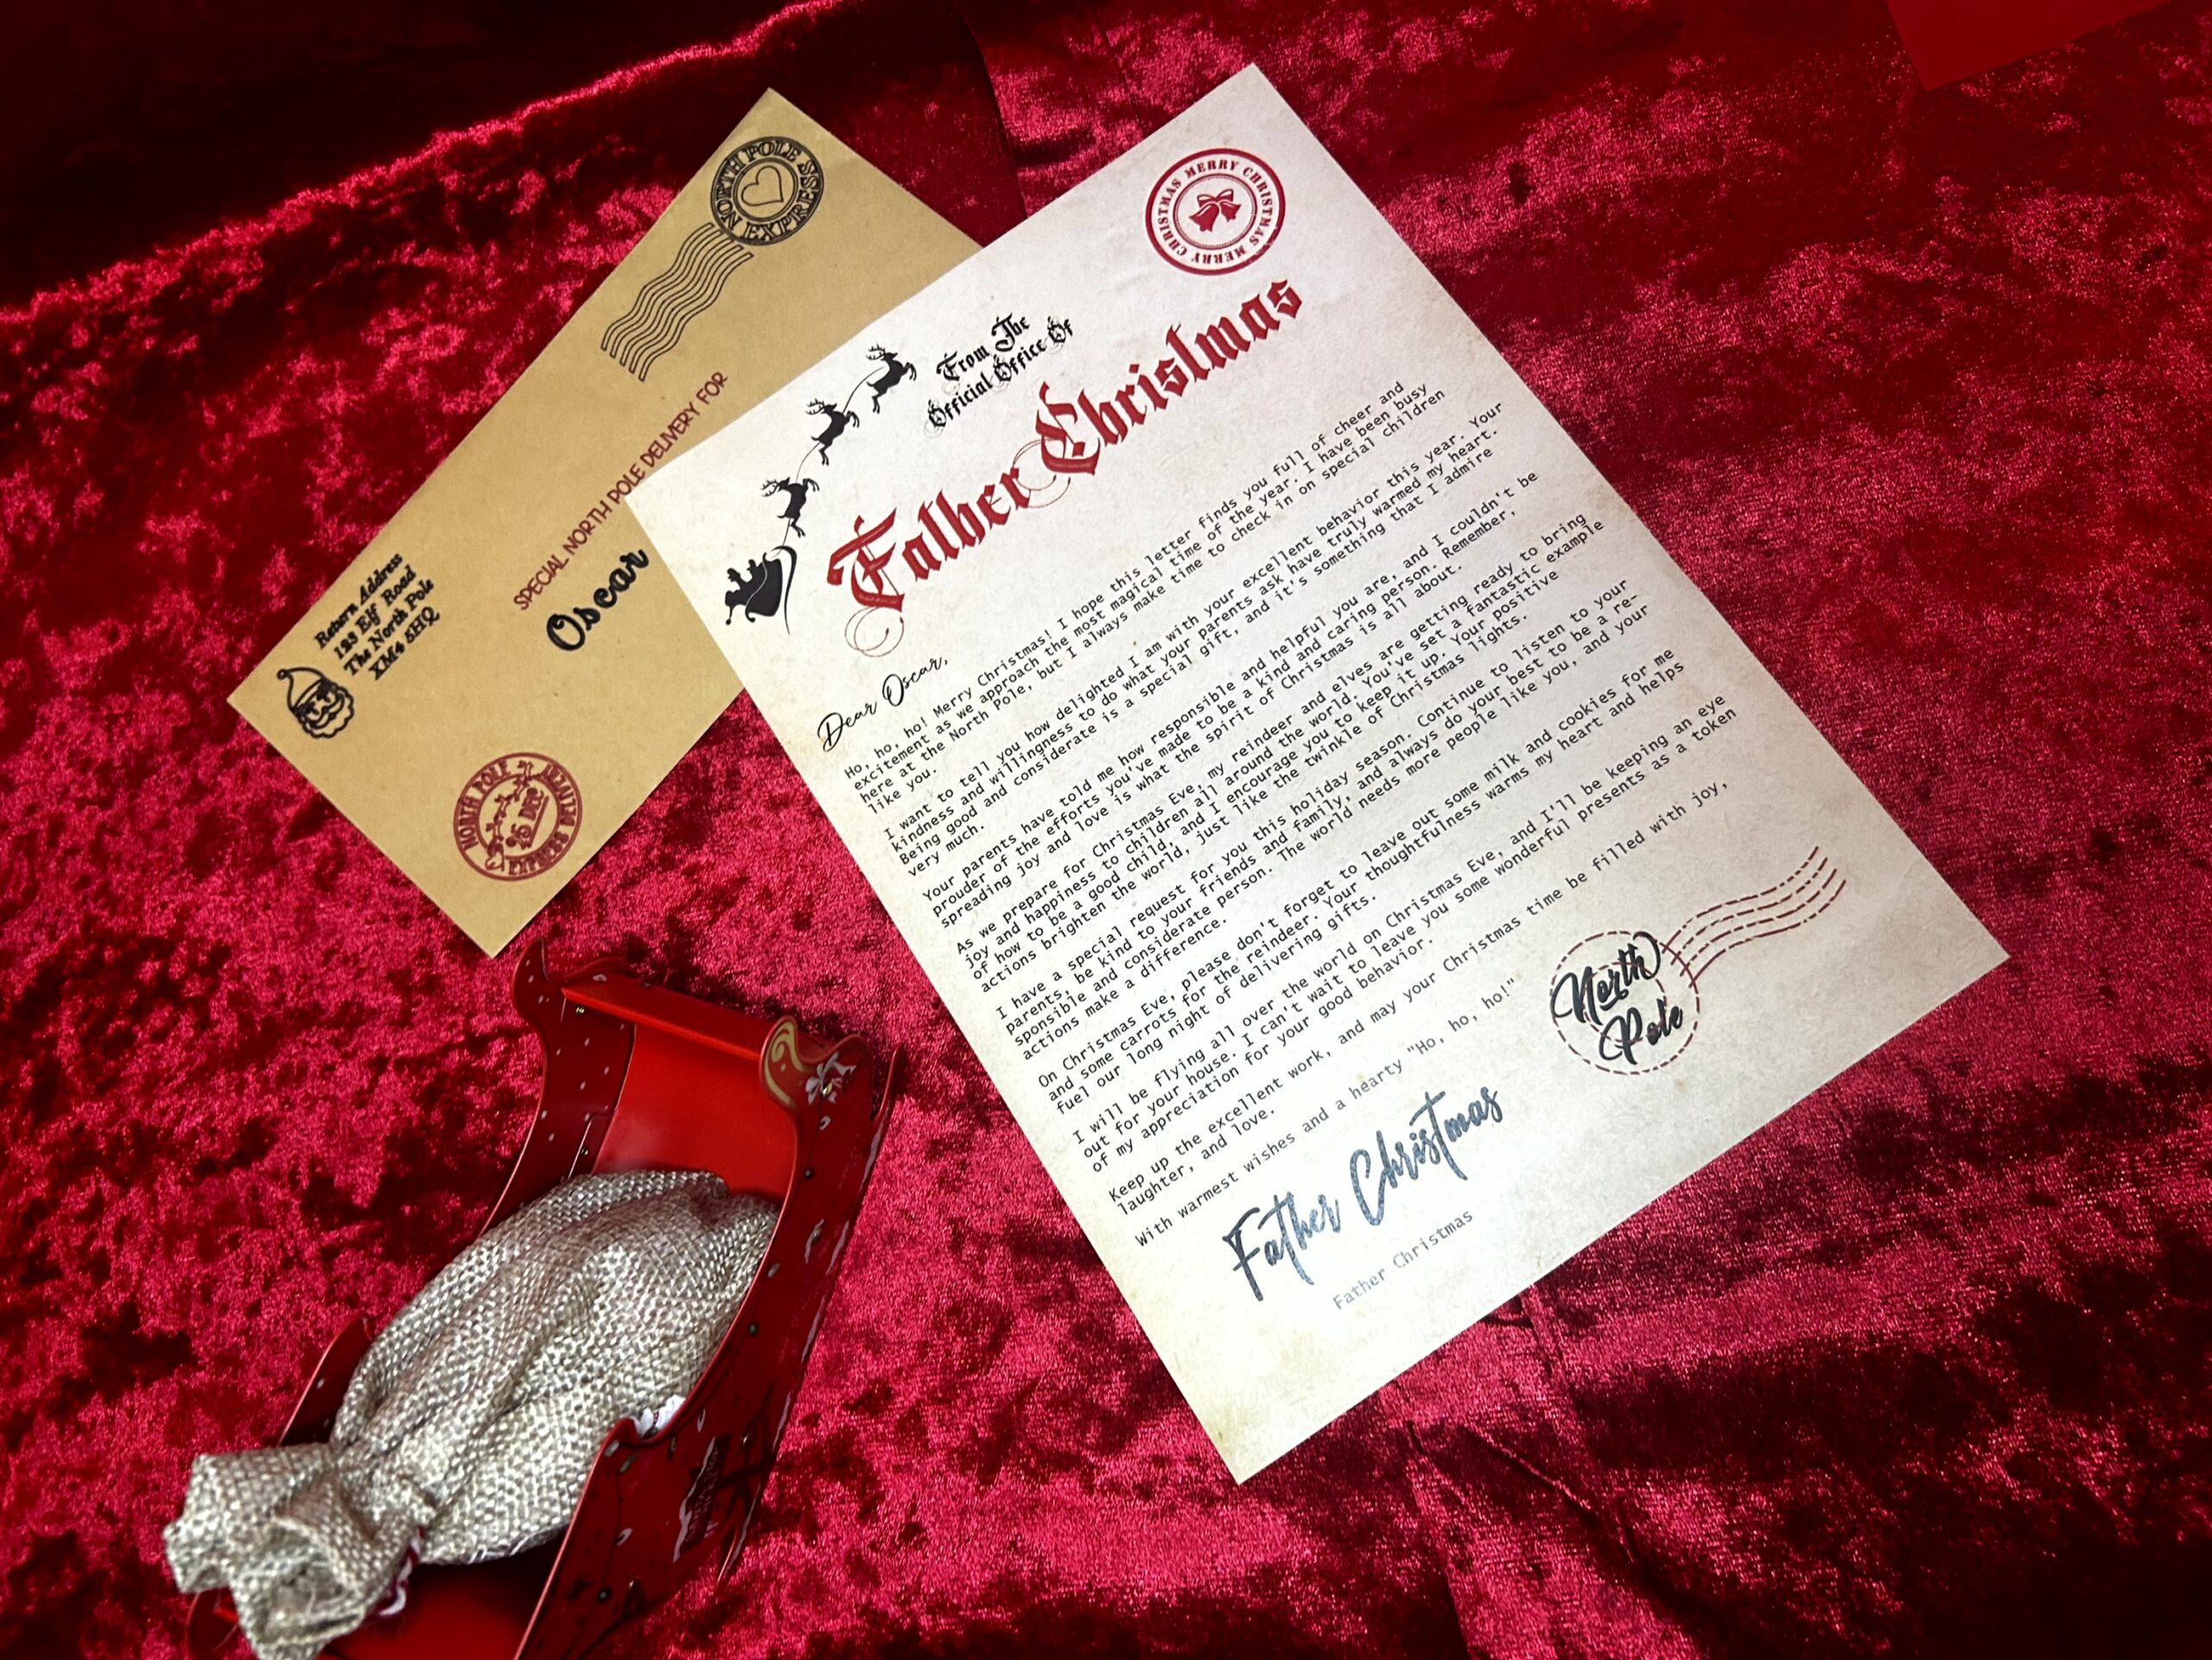 NORTH POLE
EXPRESS
SPECIAL NORTH POLE DELIVERY FOR
Oscar
Return Address
123 Elf Road
The North Pole
XM4 5HQ
NORTH POLE
EXPRESS DELIVERY
25 DEC
MERRY CHRISTMAS MERRY CHRISTMAS
From The
Official Office Of
Father Christmas
Dear Oscar,
Ho, ho, ho! Merry Christmas! I hope this letter finds you full of cheer and
excitement as we approach the most magical time of the year. I have been busy
here at the North Pole, but I always make time to check in on special children
like you.
I want to tell you how delighted I am with your excellent behavior this year. Your
kindness and willingness to do what your parents ask have truly warmed my heart.
Being good and considerate is a special gift, and it's something that I admire
very much.
Your parents have told me how responsible and helpful you are, and I couldn't be
prouder of the efforts you've made to be a kind and caring person. Remember,
spreading joy and love is what the spirit of Christmas is all about.
As we prepare for Christmas Eve, my reindeer and elves are getting ready to bring
joy and happiness to children all around the world. You've set a fantastic example
of how to be a good child, and I encourage you to keep it up. Your positive
actions brighten the world, just like the twinkle of Christmas lights.
I have a special request for you this holiday season. Continue to listen to your
parents, be kind to your friends and family, and always do your best to be a re-
sponsible and considerate person. The world needs more people like you, and your
actions make a difference.
On Christmas Eve, please don't forget to leave out some milk and cookies for me
and some carrots for the reindeer. Your thoughtfulness warms my heart and helps
fuel our long night of delivering gifts.
I will be flying all over the world on Christmas Eve, and I'll be keeping an eye
out for your house. I can't wait to leave you some wonderful presents as a token
of my appreciation for your good behavior.
Keep up the excellent work, and may your Christmas time be filled with joy,
laughter, and love.
With warmest wishes and a hearty "Ho, ho, ho!"
Father Christmas
Father Christmas
North
Pole